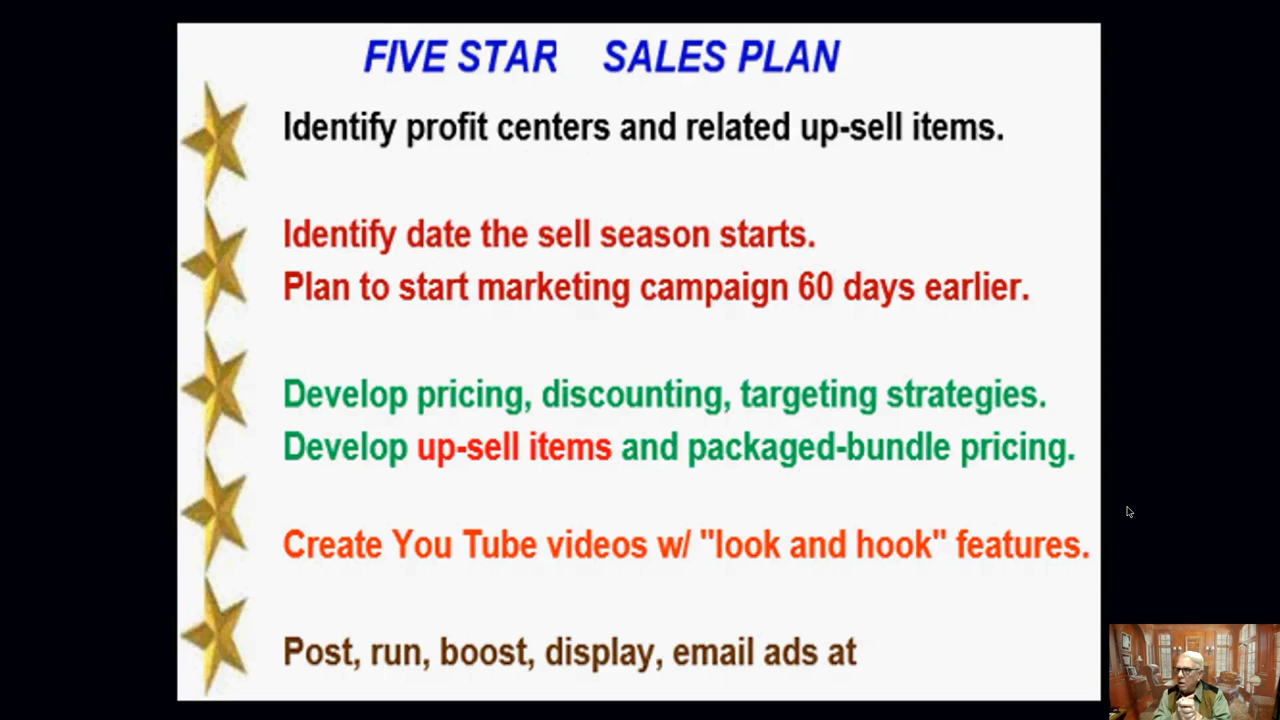 FIVE STAR SALES PLAN
Identify profit centers and related up-sell items.
Identify date the sell season starts.
Plan to start marketing campaign 60 days earlier.
Develop pricing, discounting, targeting strategies.
Develop up-sell items and packaged-bundle pricing.
Create You Tube videos w/ "look and hook" features.
Post, run, boost, display, email ads at